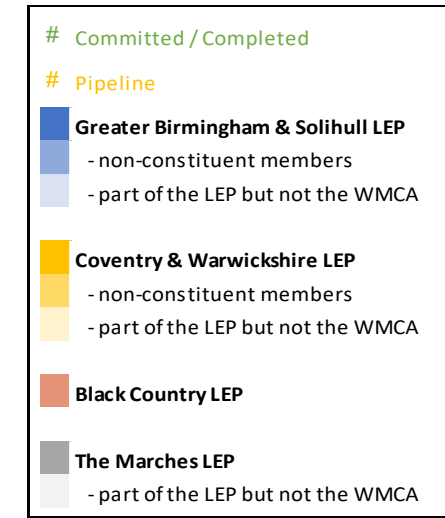 # Committed / Completed
# Pipeline
Greater Birmingham & Solihull LEP
- non-constituent members
- part of the LEP but not the WMCA
Coventry & Warwickshire LEP
- non-constituent members
- part of the LEP but not the WMCA
Black Country LEP
The Marches LEP
- part of the LEP but not the WMCA